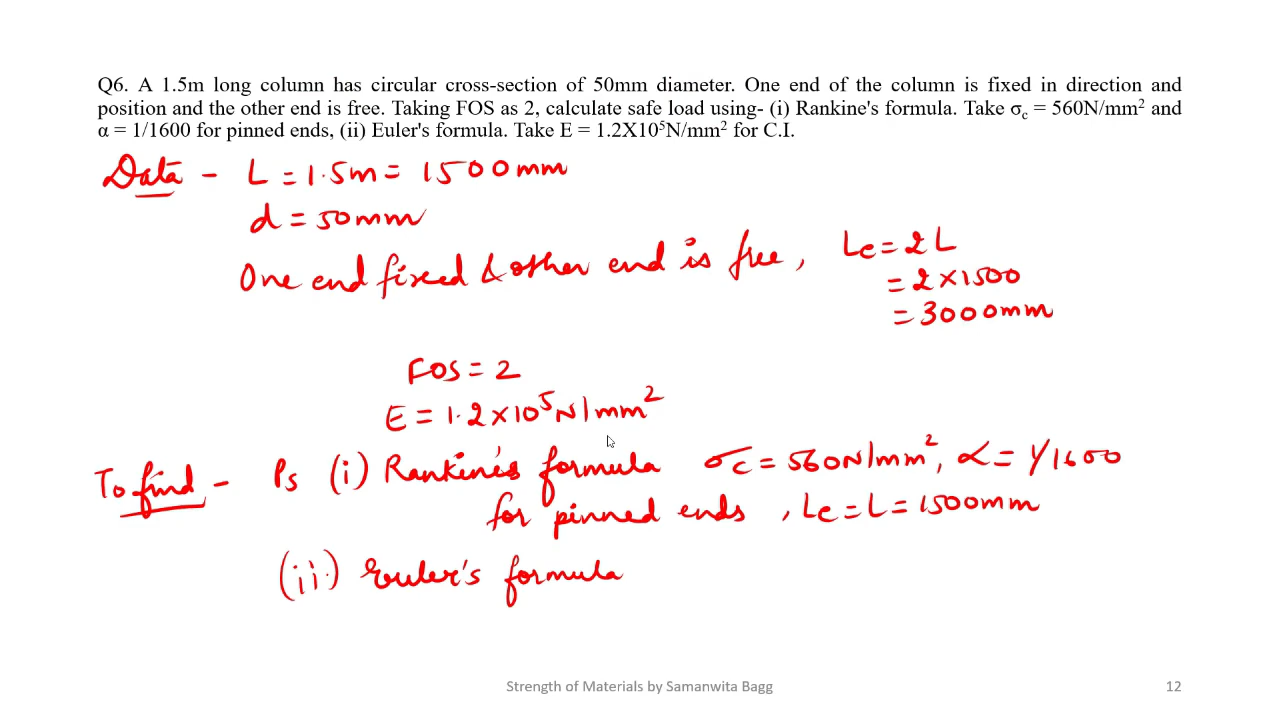 Q6. A 1.5m long column has circular cross-section of 50mm diameter. One end of the column is fixed in direction and
position and the other end is free. Taking FOS as 2, calculate safe load using- (i) Rankine's formula. Take σc = 560N/mm² and
α = 1/1600 for pinned ends, (ii) Euler's formula. Take E = 1.2X10⁵N/mm² for C.I.
Data - L = 1.5m = 1500mm
d = 50mm
One end fixed & other end is free, Le = 2L
= 2 × 1500
= 3000mm
FOS = 2
E = 1.2 × 10⁵ N/mm²
To find - Ps (i) Rankine's formula σc = 560N/mm², α = 1/1600
for pinned ends, Le = L = 1500mm
(ii) Euler's formula
Strength of Materials by Samanwita Bagg
12